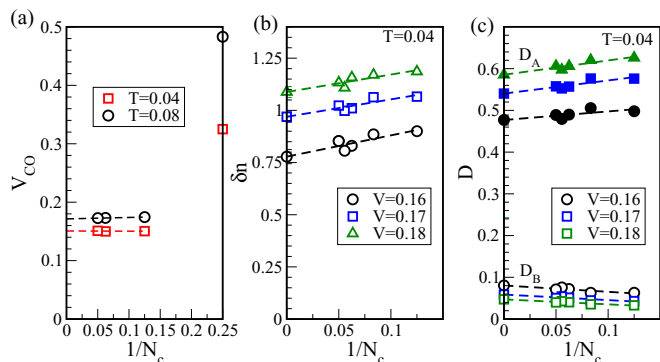 (a)
0.5
0.4
0.3
0.2
0.1
0
V_CO
T=0.04
T=0.08
0 0.05 0.1 0.15 0.2 0.25
1/N_c
(b)
T=0.04
1.25
1
0.75
0.5
0.25
0
δn
V=0.16
V=0.17
V=0.18
0 0.05 0.1
1/N_c
(c)
T=0.04
0.7
0.6
0.5
0.4
0.3
0.2
0.1
0
D
D_A
V=0.16
V=0.17
V=0.18
D_B
0 0.05 0.1
1/N_c